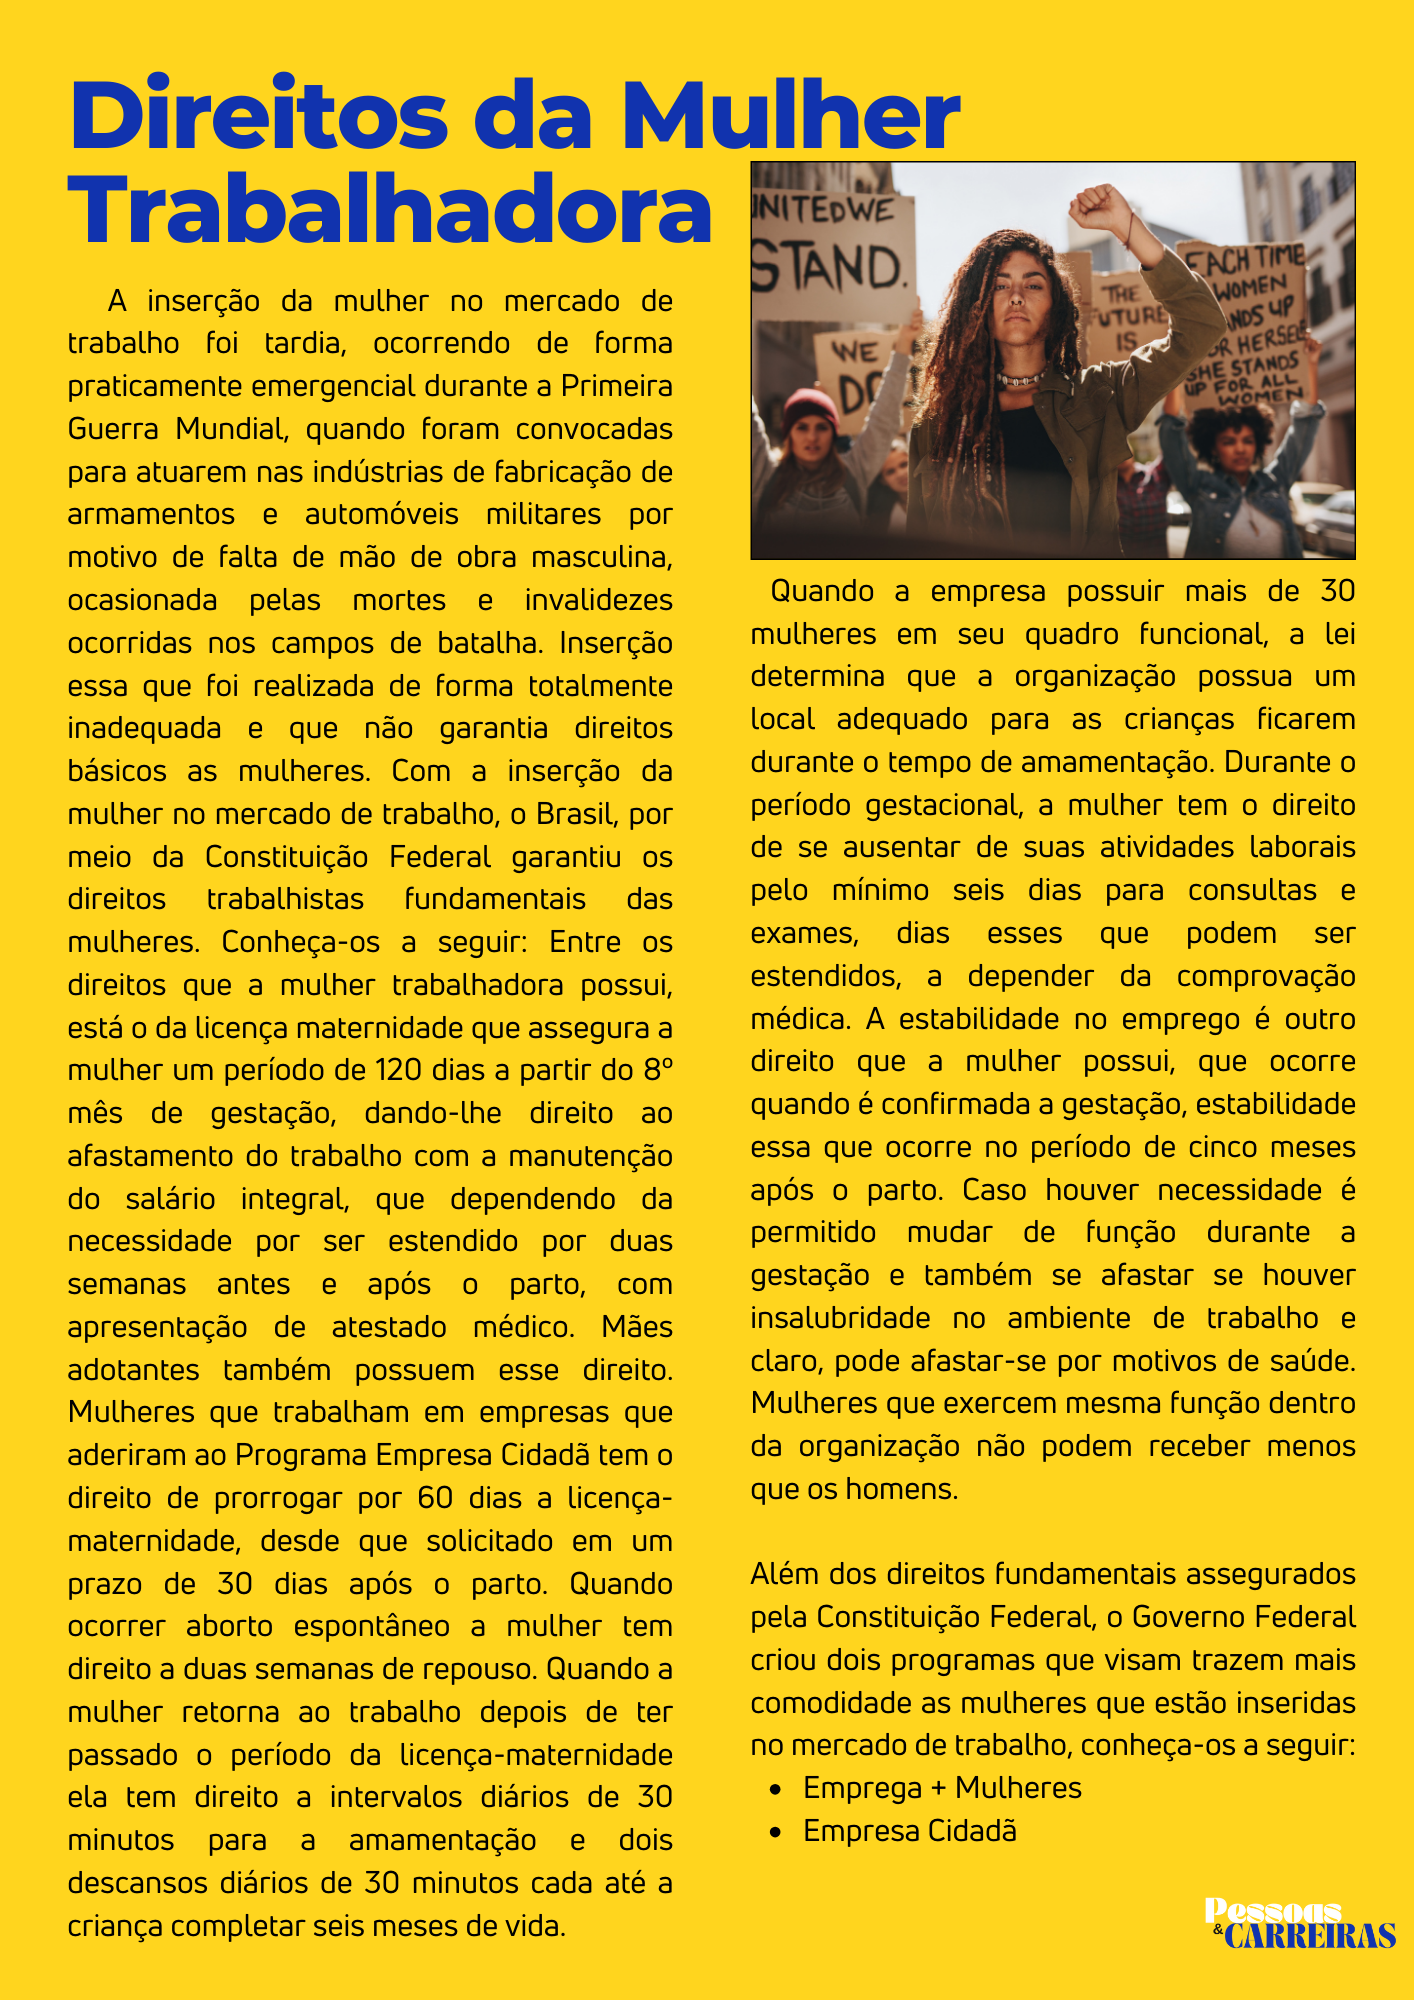 Direitos da Mulher
Trabalhadora
A inserção da mulher no mercado de
trabalho foi tardia, ocorrendo de forma
praticamente emergencial durante a Primeira
Guerra Mundial, quando foram convocadas
para atuarem nas indústrias de fabricação de
armamentos e automóveis militares por
motivo de falta de mão de obra masculina,
ocasionada pelas mortes e invalidezes
ocorridas nos campos de batalha. Inserção
essa que foi realizada de forma totalmente
inadequada e que não garantia direitos
básicos as mulheres. Com a inserção da
mulher no mercado de trabalho, o Brasil, por
meio da Constituição Federal garantiu os
direitos trabalhistas fundamentais das
mulheres. Conheça-os a seguir: Entre os
direitos que a mulher trabalhadora possui,
está o da licença maternidade que assegura a
mulher um período de 120 dias a partir do 8º
mês de gestação, dando-lhe direito ao
afastamento do trabalho com a manutenção
do salário integral, que dependendo da
necessidade por ser estendido por duas
semanas antes e após o parto, com
apresentação de atestado médico. Mães
adotantes também possuem esse direito.
Mulheres que trabalham em empresas que
aderiram ao Programa Empresa Cidadã tem o
direito de prorrogar por 60 dias a licença-
maternidade, desde que solicitado em um
prazo de 30 dias após o parto. Quando
ocorrer aborto espontâneo a mulher tem
direito a duas semanas de repouso. Quando a
mulher retorna ao trabalho depois de ter
passado o período da licença-maternidade
ela tem direito a intervalos diários de 30
minutos para a amamentação e dois
descansos diários de 30 minutos cada até a
criança completar seis meses de vida.
UNITED WE
STAND.
WE
DO
THE
FUTURE
IS
EACH TIME
WOMEN
UP
HERSELF
SHE STANDS
UP FOR ALL
WOMEN
Quando a empresa possuir mais de 30
mulheres em seu quadro funcional, a lei
determina que a organização possua um
local adequado para as crianças ficarem
durante o tempo de amamentação. Durante o
período gestacional, a mulher tem o direito
de se ausentar de suas atividades laborais
pelo mínimo seis dias para consultas e
exames, dias esses que podem ser
estendidos, a depender da comprovação
médica. A estabilidade no emprego é outro
direito que a mulher possui, que ocorre
quando é confirmada a gestação, estabilidade
essa que ocorre no período de cinco meses
após o parto. Caso houver necessidade é
permitido mudar de função durante a
gestação e também se afastar se houver
insalubridade no ambiente de trabalho e
claro, pode afastar-se por motivos de saúde.
Mulheres que exercem mesma função dentro
da organização não podem receber menos
que os homens.
Além dos direitos fundamentais assegurados
pela Constituição Federal, o Governo Federal
criou dois programas que visam trazem mais
comodidade as mulheres que estão inseridas
no mercado de trabalho, conheça-os a seguir:
• Emprega + Mulheres
• Empresa Cidadã
Pessoas
&CARREIRAS